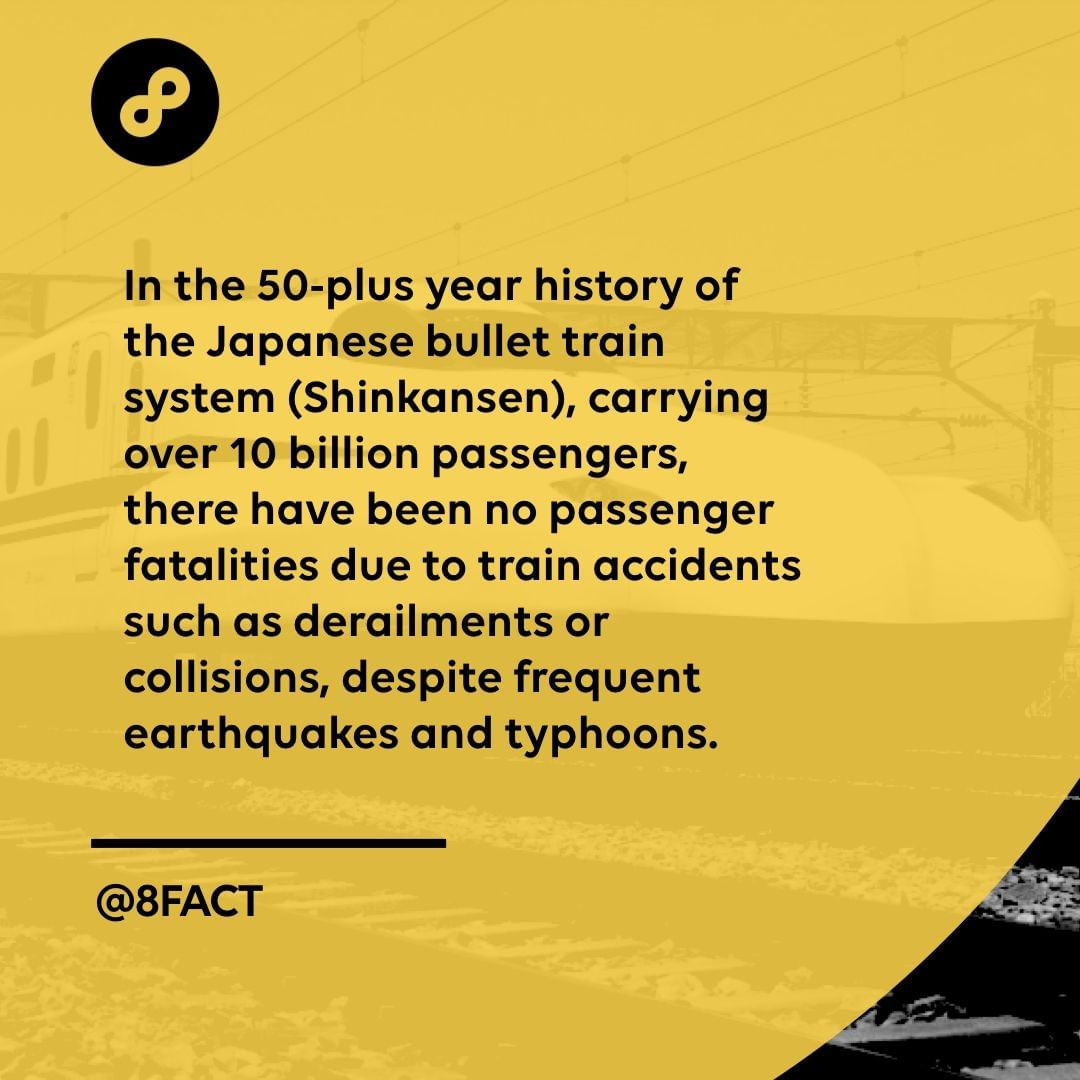 In the 50-plus year history of
the Japanese bullet train
system (Shinkansen), carrying
over 10 billion passengers,
there have been no passenger
fatalities due to train accidents
such as derailments or
collisions, despite frequent
earthquakes and typhoons.
@8FACT